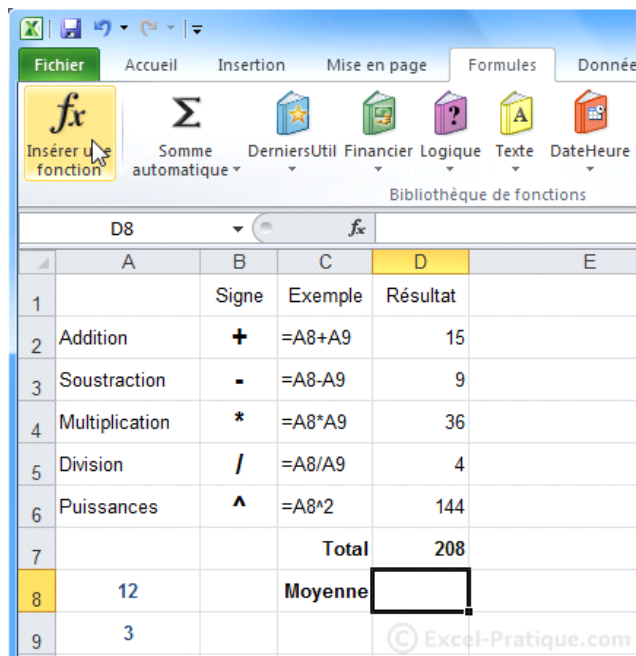 Fichier Accueil Insertion Mise en page Formules Donnée
fx Σ
Insérer une Somme DerniersUtil Financier Logique Texte DateHeure
fonction automatique
Bibliothèque de fonctions
D8 fx
A B C D E
1 Signe Exemple Résultat
2 Addition + =A8+A9 15
3 Soustraction - =A8-A9 9
4 Multiplication * =A8*A9 36
5 Division / =A8/A9 4
6 Puissances ^ =A8^2 144
7 Total 208
8 12 Moyenne
9 3 © Excel-Pratique.com